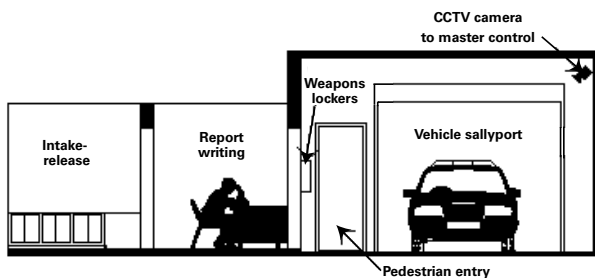 CCTV camera
to master control
Weapons
lockers
Intake-
release
Report
writing
Vehicle sallyport
Pedestrian entry